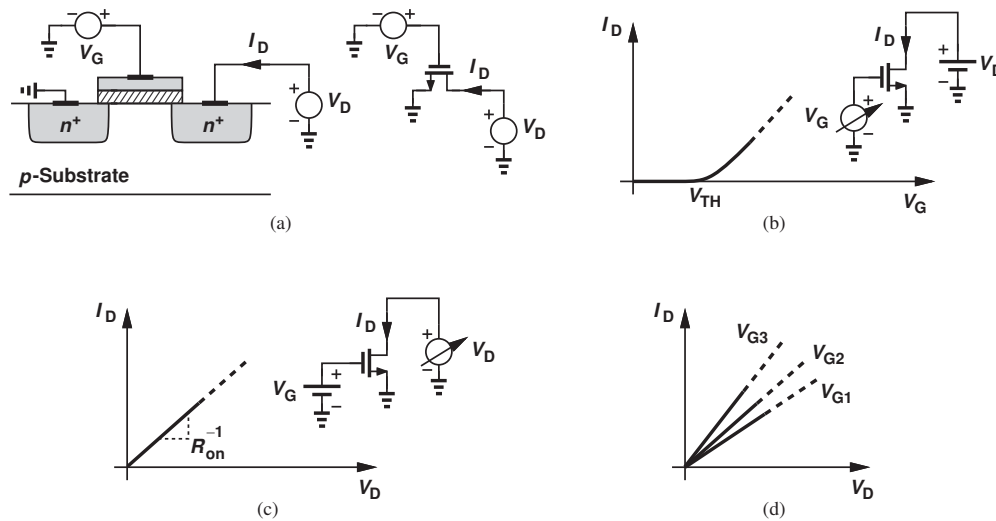 − +
V_G
I_D
+
−
V_D
n+
n+
p-Substrate
− +
V_G
I_D
+
−
V_D
(a)
I_D
V_TH
V_G
I_D
+
−
V_D
V_G
+
−
(b)
I_D
R_on^−1
V_D
I_D
V_G
+
−
+
−
V_D
(c)
I_D
V_G3
V_G2
V_G1
V_D
(d)